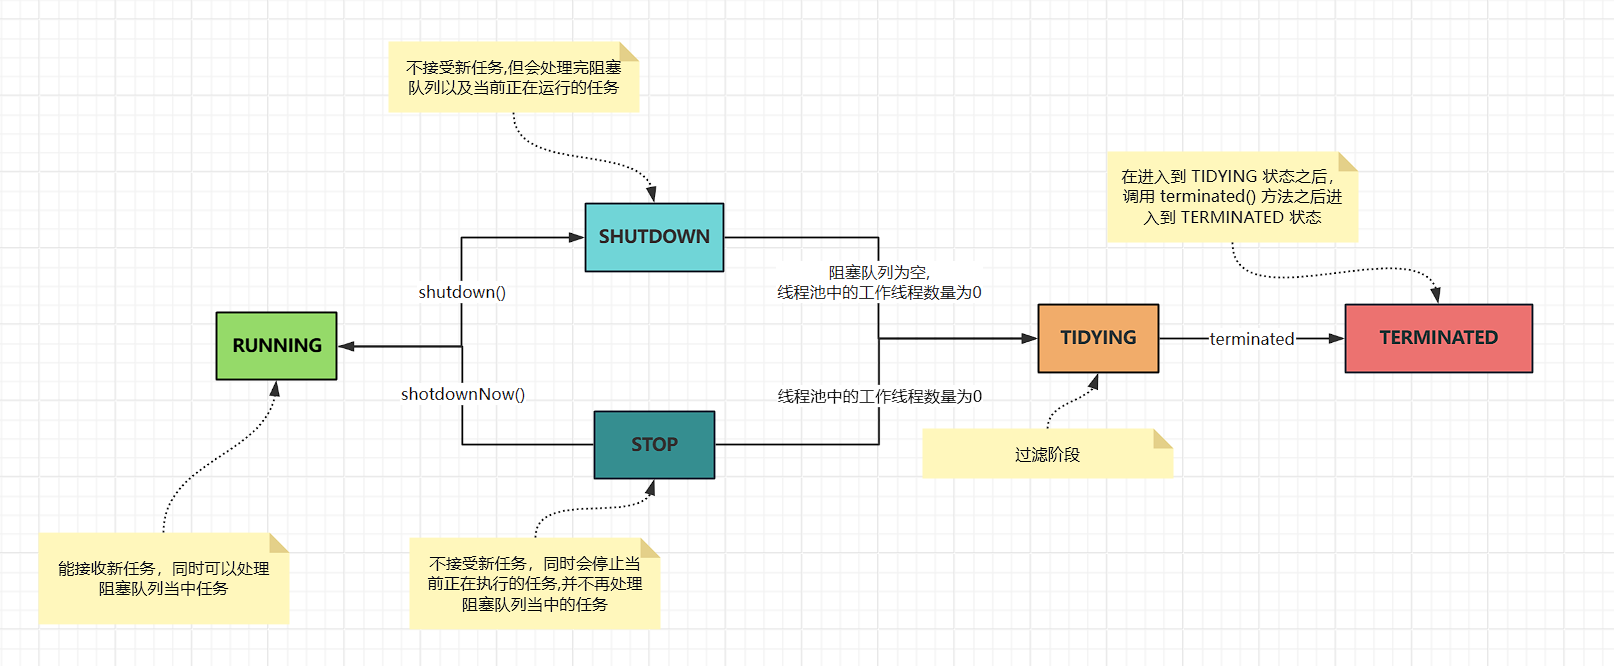 不接受新任务,但会处理完阻塞
队列以及当前正在运行的任务
在进入到 TIDYING 状态之后，
调用 terminated() 方法之后进
入到 TERMINATED 状态
SHUTDOWN
阻塞队列为空,
线程池中的工作线程数量为0
shutdown()
RUNNING
TIDYING
terminated
TERMINATED
shotdownNow()
线程池中的工作线程数量为0
STOP
过滤阶段
能接收新任务，同时可以处理
阻塞队列当中任务
不接受新任务，同时会停止当
前正在执行的任务,并不再处理
阻塞队列当中的任务